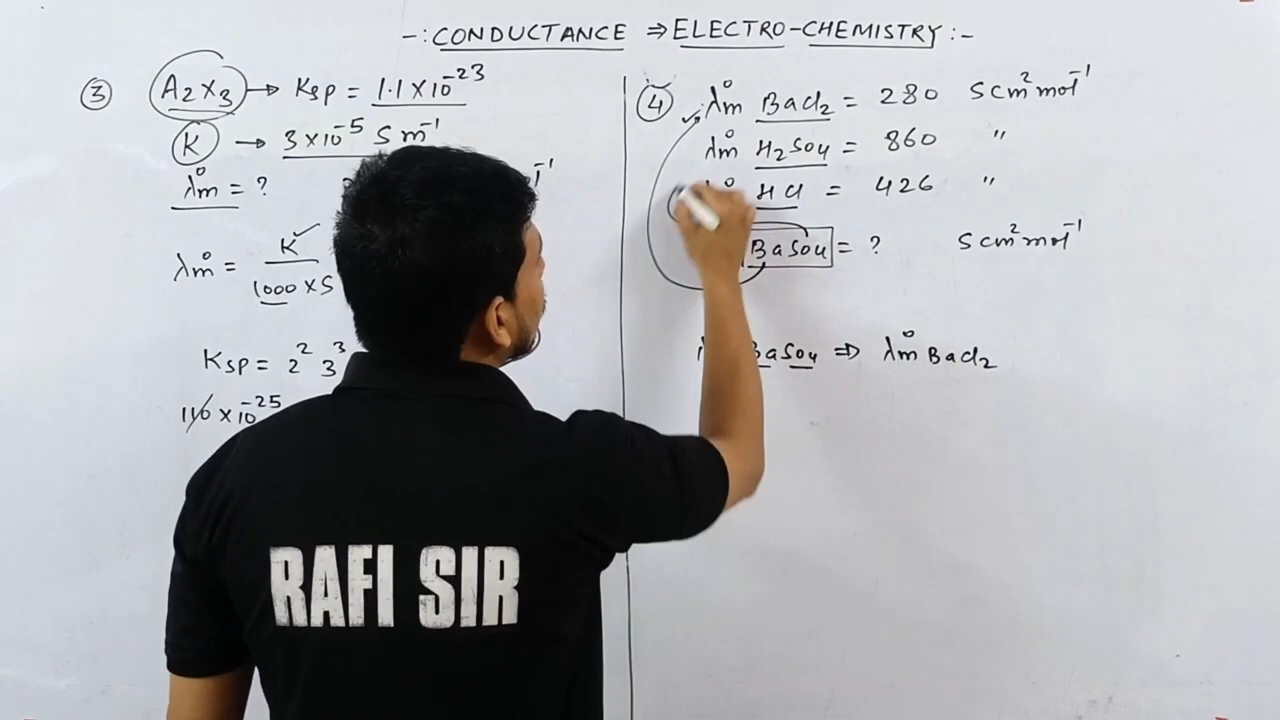 -: CONDUCTANCE ⇒ ELECTRO-CHEMISTRY :-
③ A₂X₃ → Ksp = 1.1 × 10⁻²³
K → 3 × 10⁻⁵ S m⁻¹
λ°m = ?
λ°m = K / 1000 × S
Ksp = 2² 3³
110 × 10⁻²⁵
④ λ°m BaCl₂ = 280 S cm² mol⁻¹
λ°m H₂SO₄ = 860 "
HCl = 426 "
BaSO₄ = ? S cm² mol⁻¹
BaSO₄ ⇒ λ°m BaCl₂
RAFI SIR